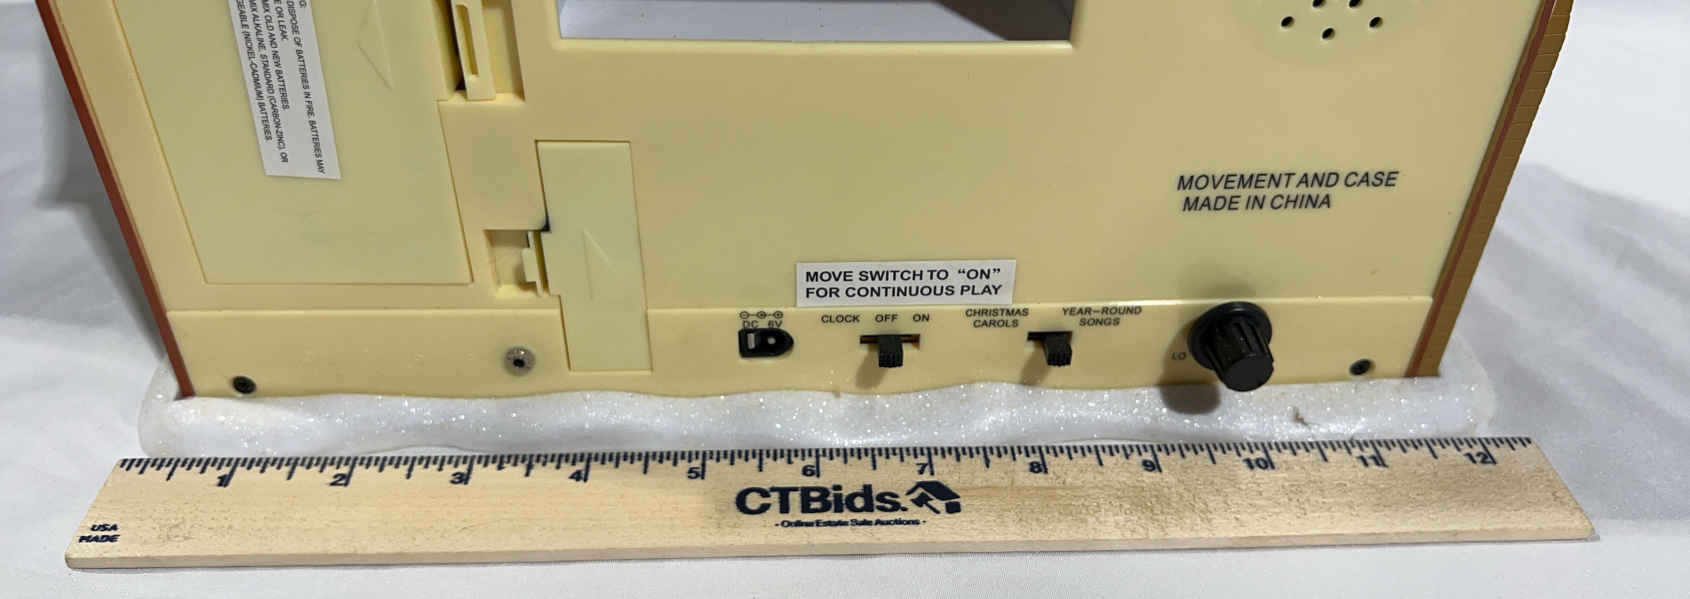 G:
DISPOSE OF BATTERIES IN FIRE. BATTERIES MAY
E OR LEAK.
MIX OLD AND NEW BATTERIES.
MIX ALKALINE, STANDARD (CARBON-ZINC), OR
GEABLE (NICKEL-CADMIUM) BATTERIES.
MOVEMENT AND CASE
MADE IN CHINA
MOVE SWITCH TO “ON”
FOR CONTINUOUS PLAY
DC 6V
CLOCK OFF ON
CHRISTMAS
CAROLS
YEAR-ROUND
SONGS
LO
1 2 3 4 5 6 7 8 9 10 11 12
CTBids.
- Online Estate Sale Auctions -
USA
MADE